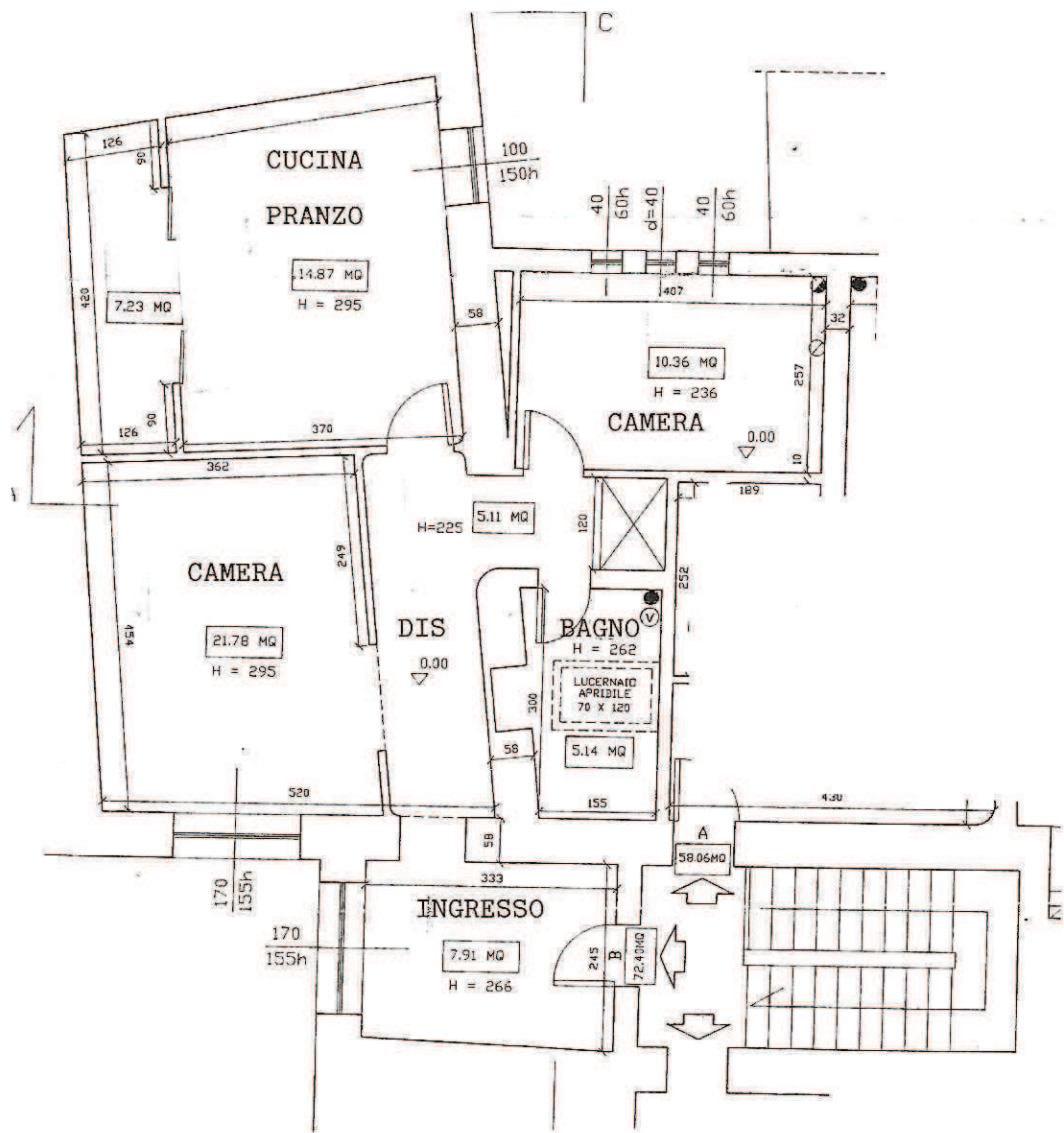 C
126
90
CUCINA
PRANZO
100
150h
40
60h
d=40
40
60h
14.87 MQ
H = 295
7.23 MQ
420
58
407
32
10.36 MQ
H = 236
257
CAMERA
0.00
10
126
90
370
362
189
H=225
5.11 MQ
120
249
252
CAMERA
454
21.78 MQ
H = 295
DIS
0.00
BAGNO
V
H = 262
LUCERNAIO
APRIBILE
70 X 120
300
5.14 MQ
58
155
520
430
58
A
58.06MQ
170
155h
333
INGRESSO
170
155h
7.91 MQ
H = 266
245
B
72.40MQ